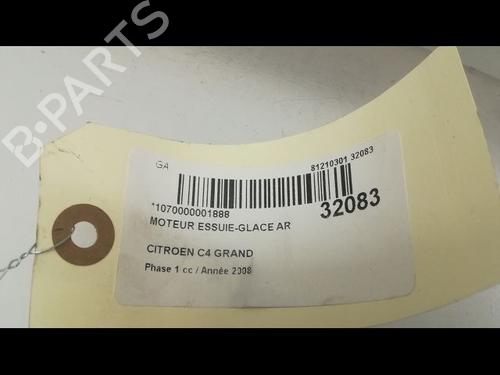 B-PARTS
GA
81210301 32083
*1070000001888
32083
MOTEUR ESSUIE-GLACE AR
CITROEN C4 GRAND
Phase 1 cc / Année 2008